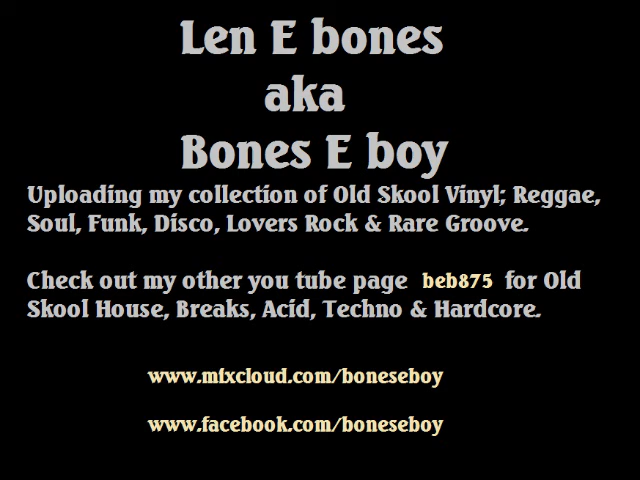 Len E bones
aka
Bones E boy
Uploading my collection of Old Skool Vinyl; Reggae,
Soul, Funk, Disco, Lovers Rock & Rare Groove.
Check out my other you tube page beb875 for Old
Skool House, Breaks, Acid, Techno & Hardcore.
www.mixcloud.com/boneseboy
www.facebook.com/boneseboy